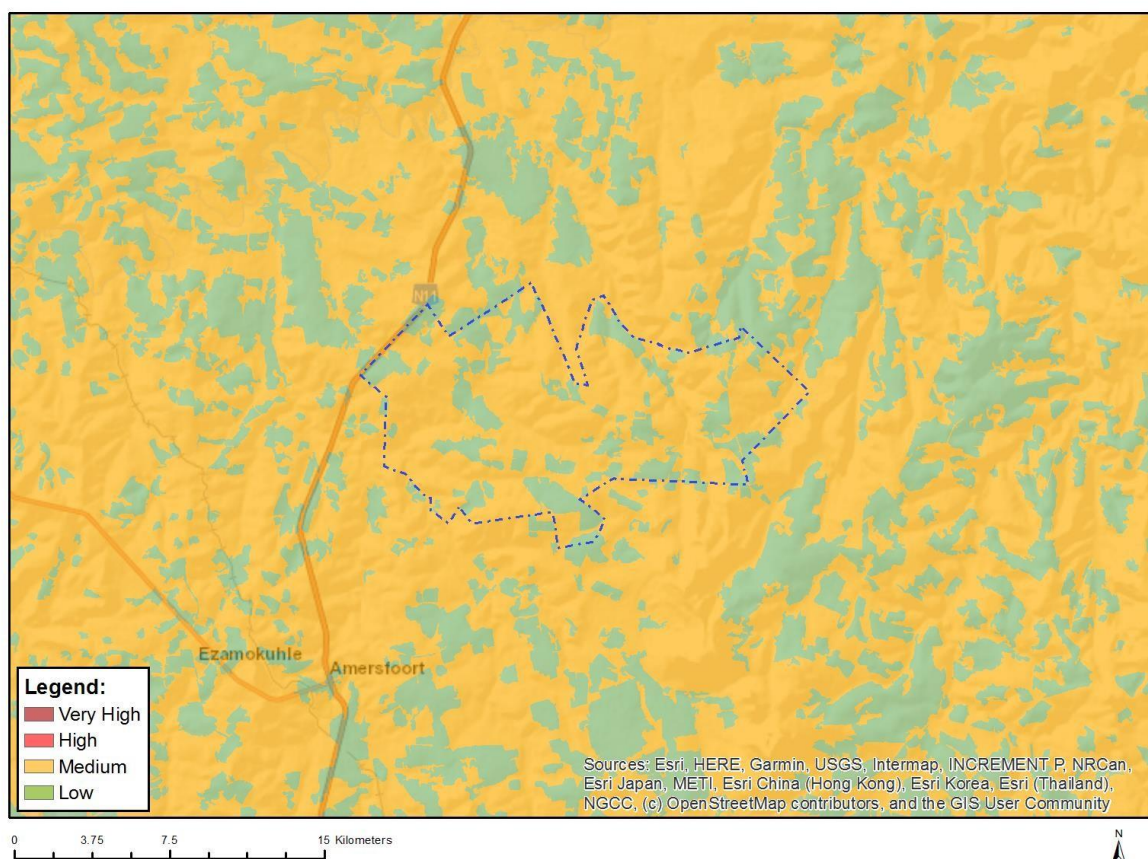 N11
Ezamokuhle
Amersfoort
Legend:
Very High
High
Medium
Low
Sources: Esri, HERE, Garmin, USGS, Intermap, INCREMENT P, NRCan,
Esri Japan, METI, Esri China (Hong Kong), Esri Korea, Esri (Thailand),
NGCC, (c) OpenStreetMap contributors, and the GIS User Community
0 3.75 7.5 15 Kilometers
N